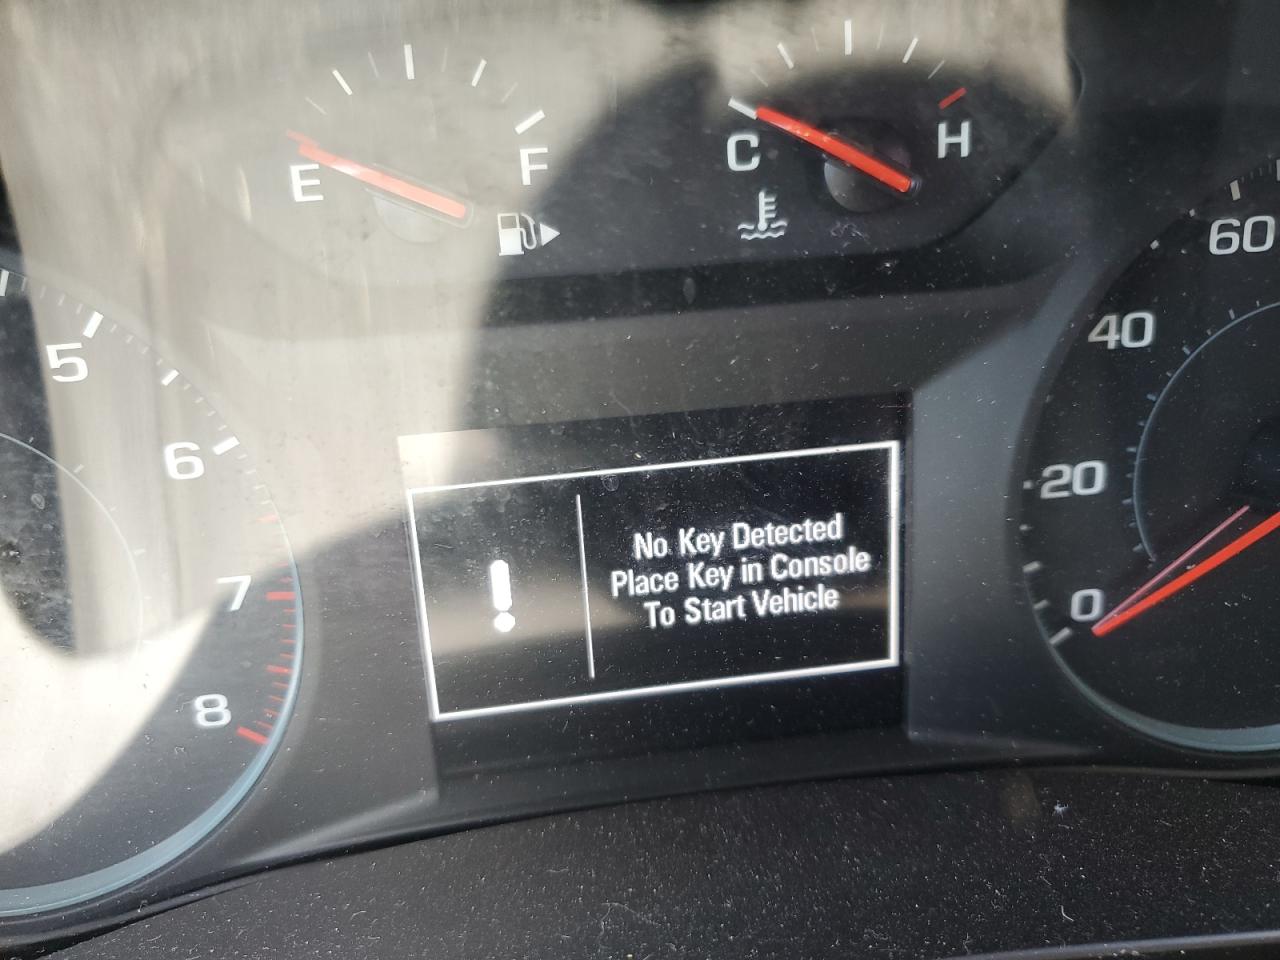 E
F
C
H
60
40
20
0
5
6
7
8
!
No Key Detected
Place Key in Console
To Start Vehicle